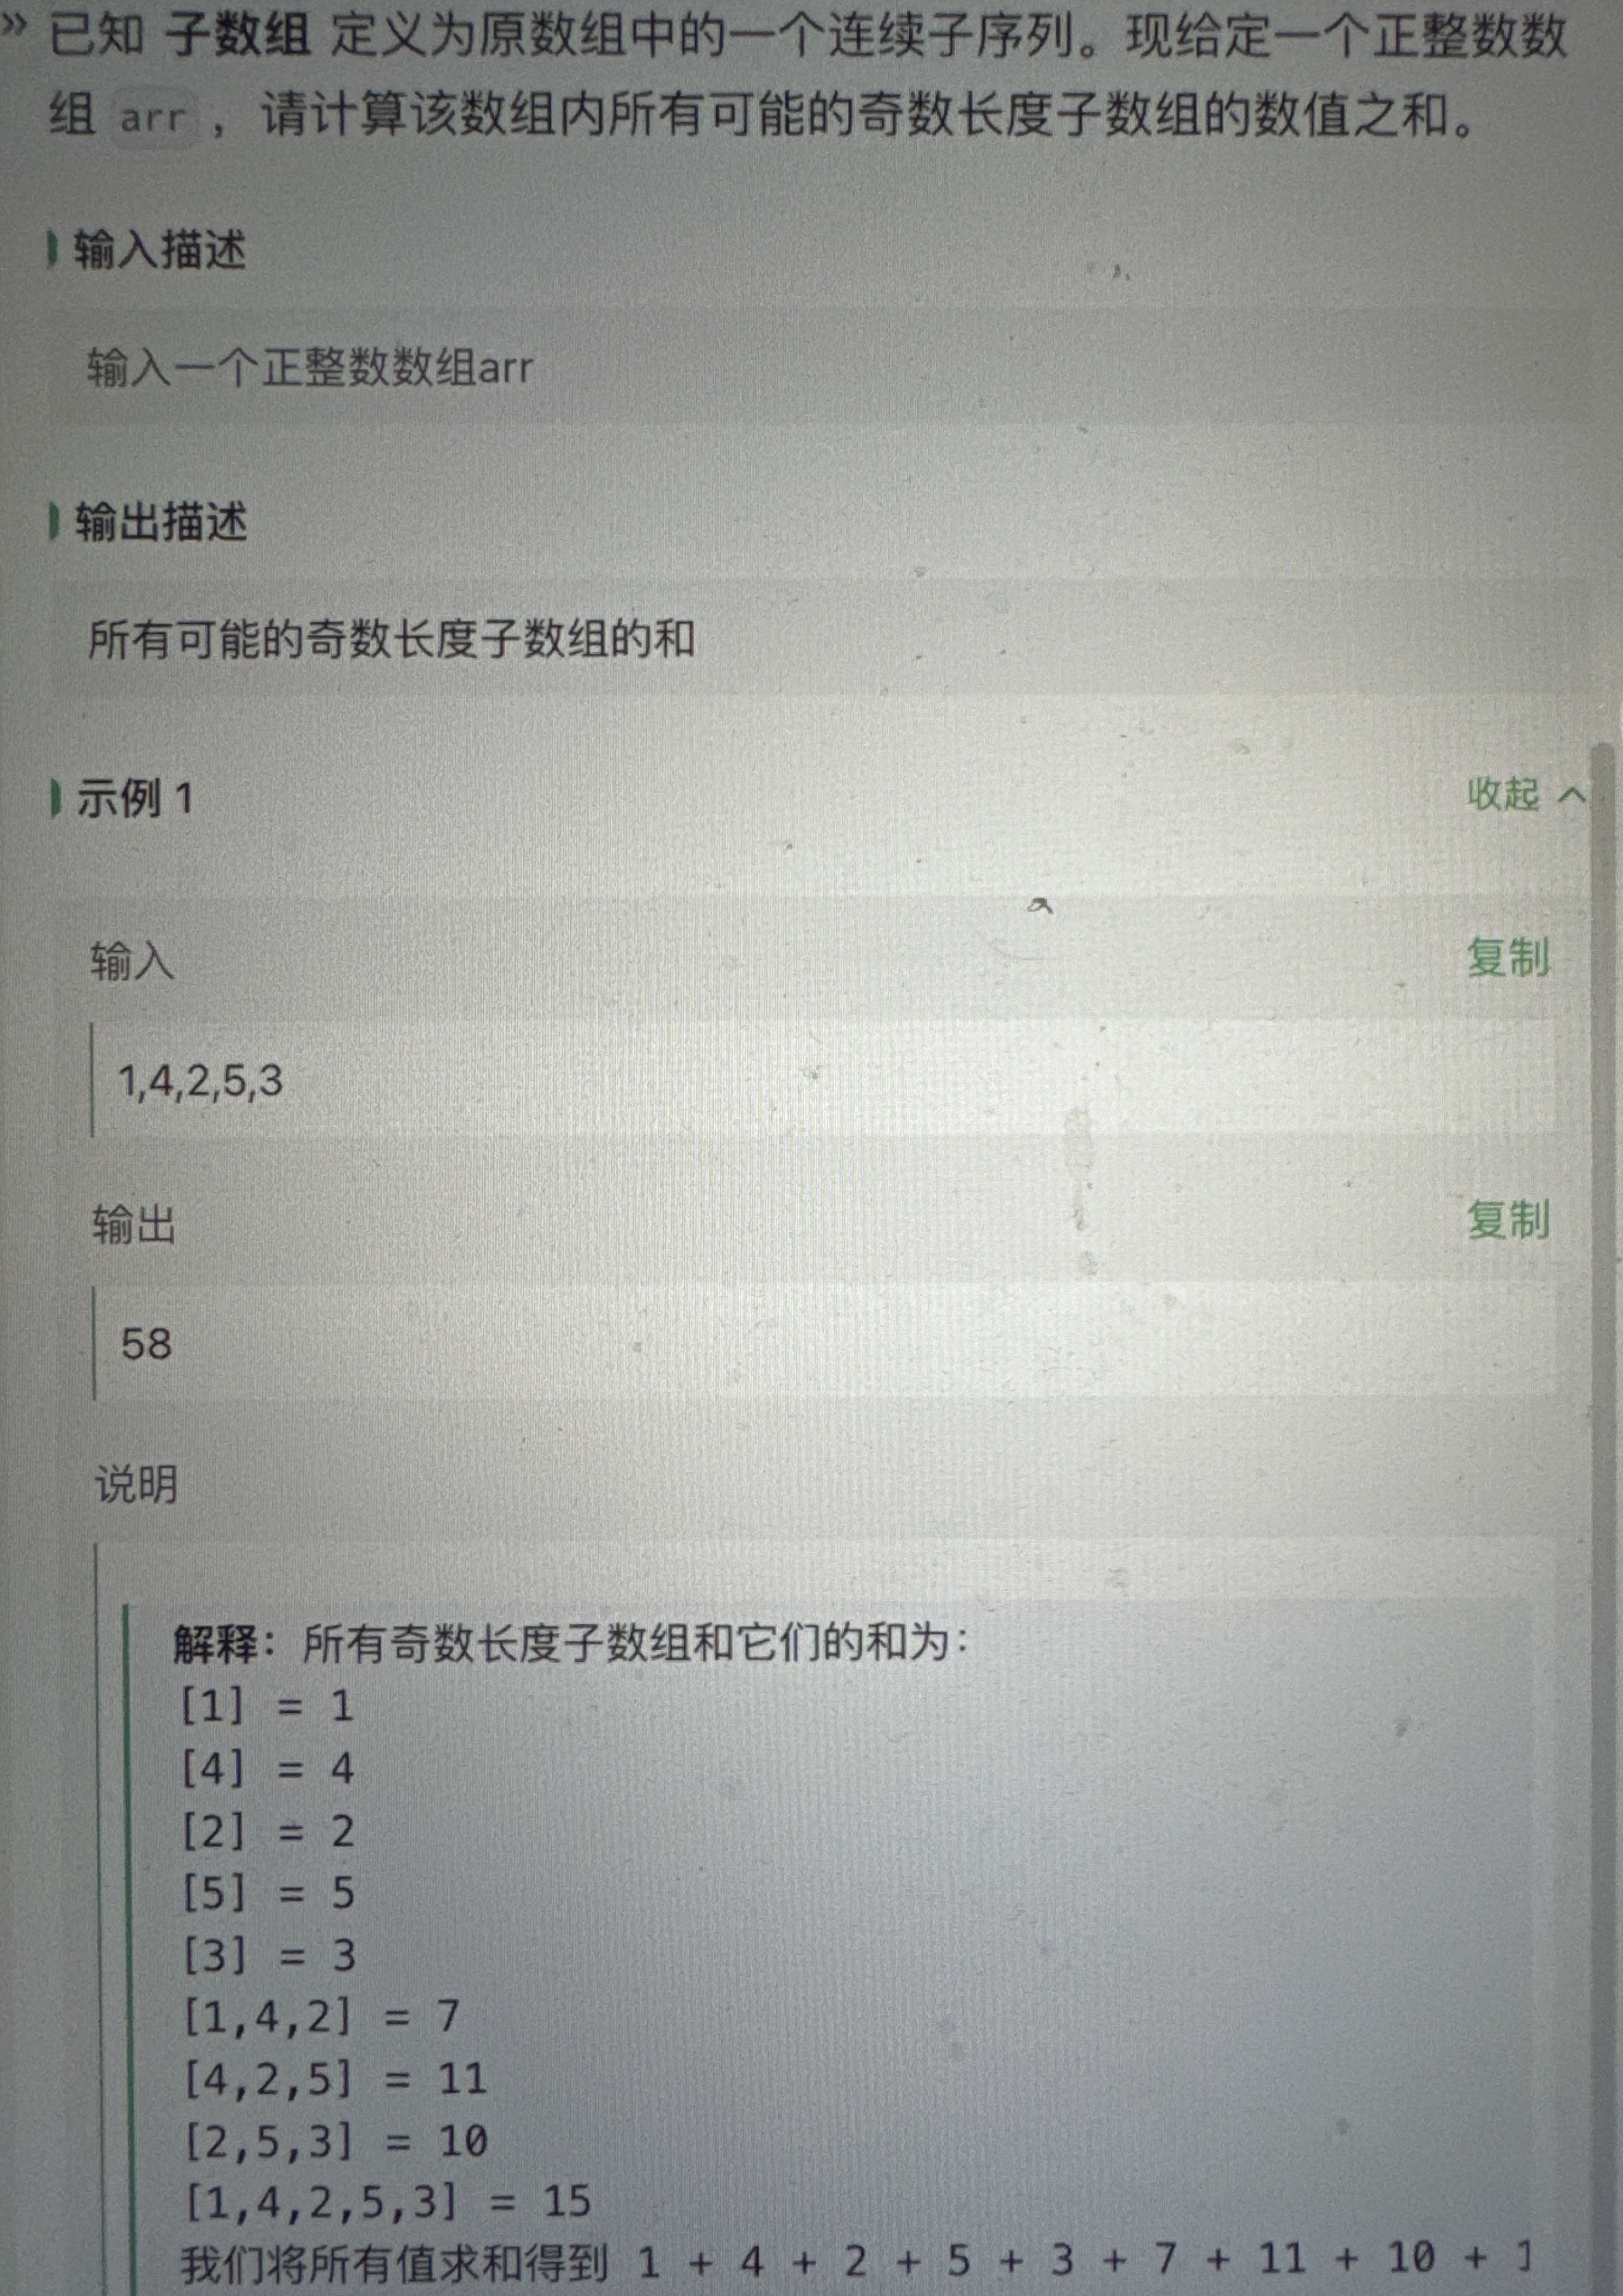 » 已知 子数组 定义为原数组中的一个连续子序列。现给定一个正整数数
组 arr ，请计算该数组内所有可能的奇数长度子数组的数值之和。
输入描述
输入一个正整数数组arr
输出描述
所有可能的奇数长度子数组的和
示例 1 收起 ^
输入 复制
1,4,2,5,3
输出 复制
58
说明
解释：所有奇数长度子数组和它们的和为：
[1] = 1
[4] = 4
[2] = 2
[5] = 5
[3] = 3
[1,4,2] = 7
[4,2,5] = 11
[2,5,3] = 10
[1,4,2,5,3] = 15
我们将所有值求和得到 1 + 4 + 2 + 5 + 3 + 7 + 11 + 10 +